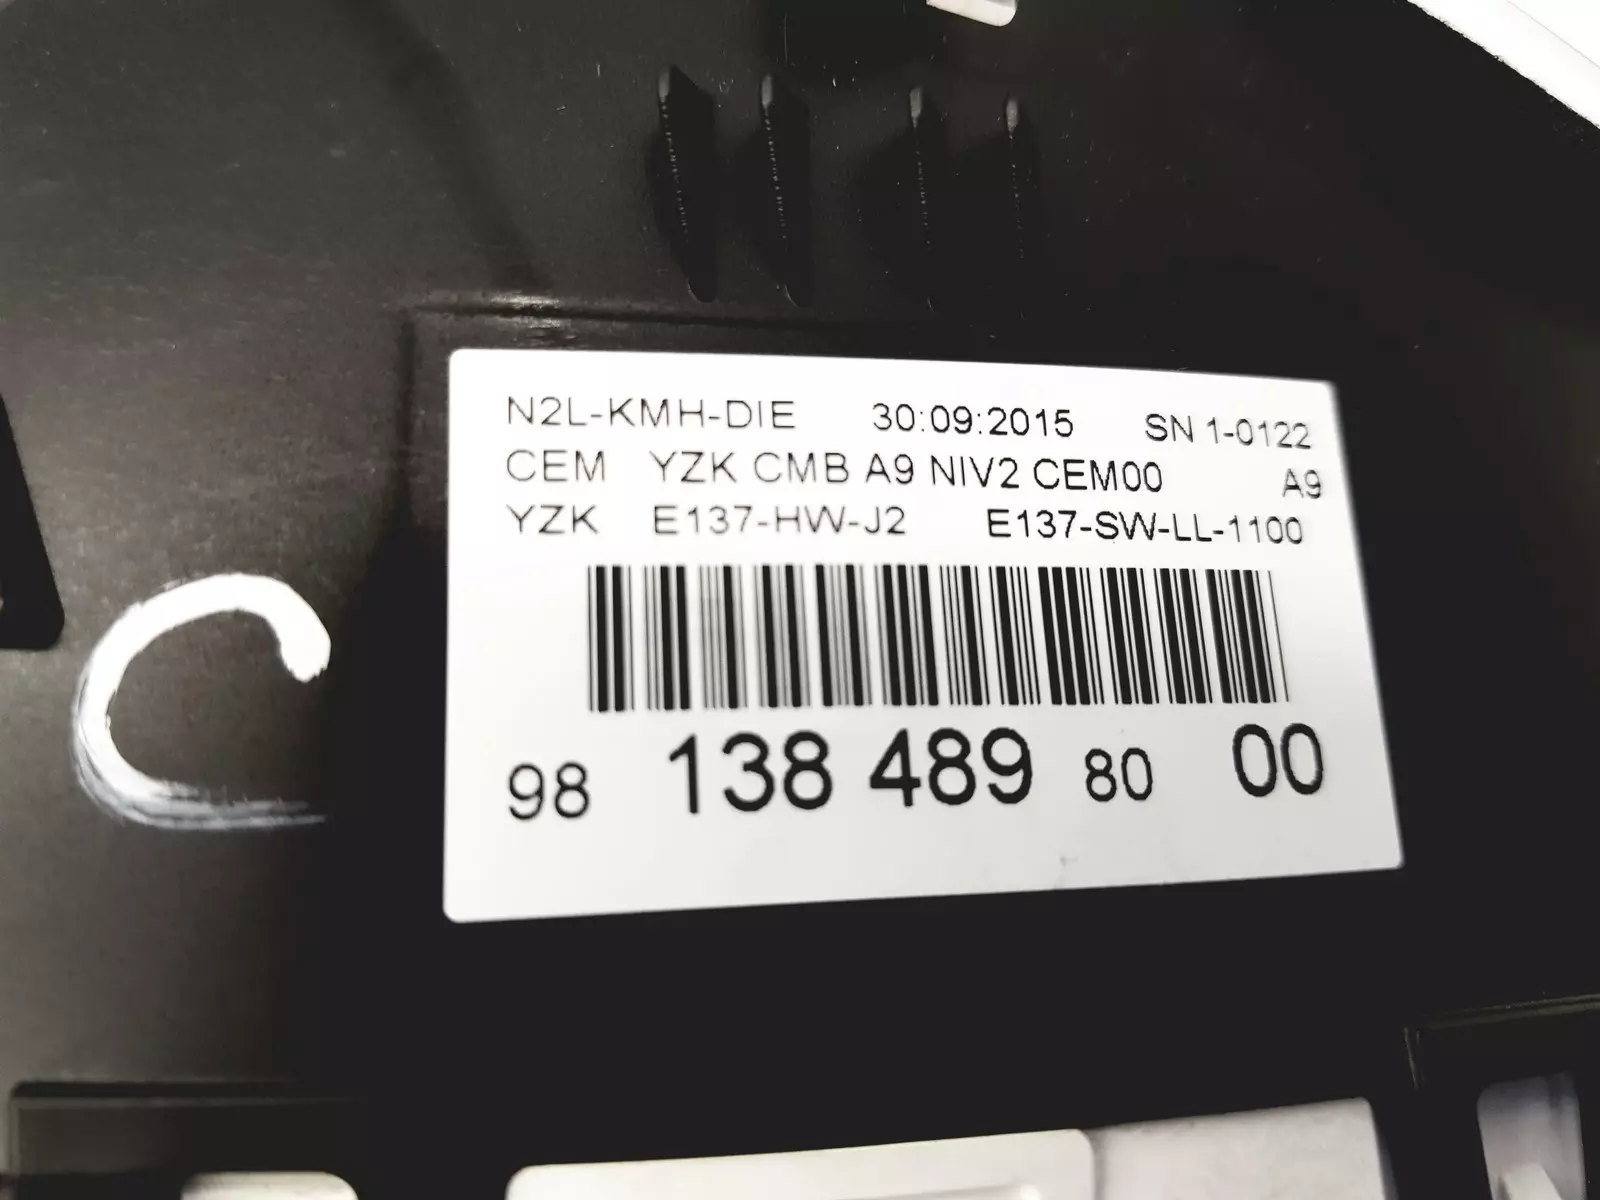 N2L-KMH-DIE 30:09:2015 SN 1-0122
CEM YZK CMB A9 NIV2 CEM00 A9
YZK E137-HW-J2 E137-SW-LL-1100
98 138 489 80 00
C